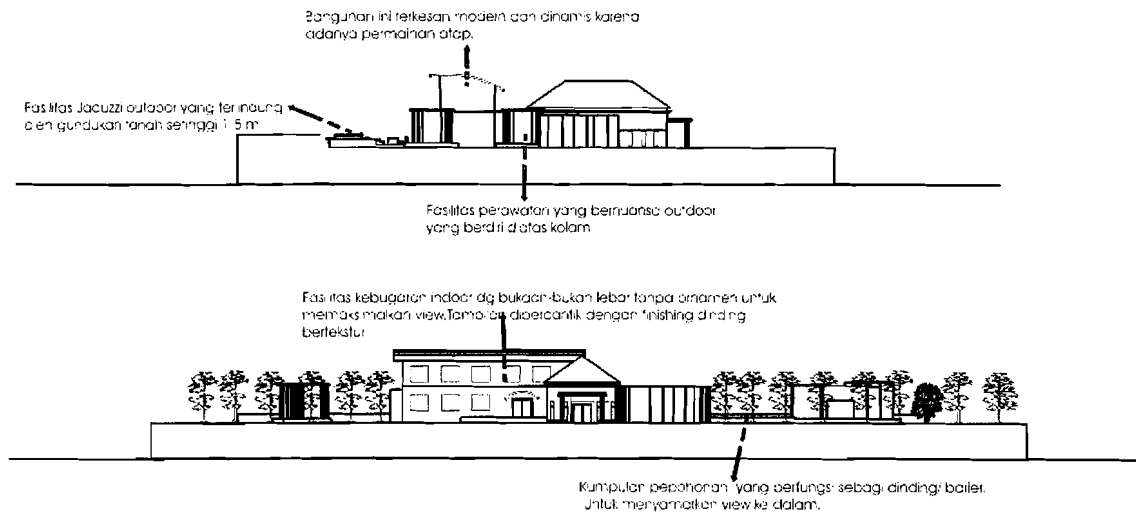 Bangunan ini terkesan modern dan dinamis karena
adanya permainan atap.
Fasilitas Jacuzzi outdoor yang terlindung
oleh gundukan tanah setinggi 1.5 m
Fasilitas perawatan yang bernuansa outdoor
yang berdiri diatas kolam
Fasilitas kebugaran indoor dg bukaan-bukan lebar tanpa ornamen untuk
memaksimalkan view.Tampilan dipercantik dengan finishing dinding
bertekstur
Kumpulan pepohonan yang berfungsi sebagi dinding/ barier.
Untuk menyamarkan view ke dalam.